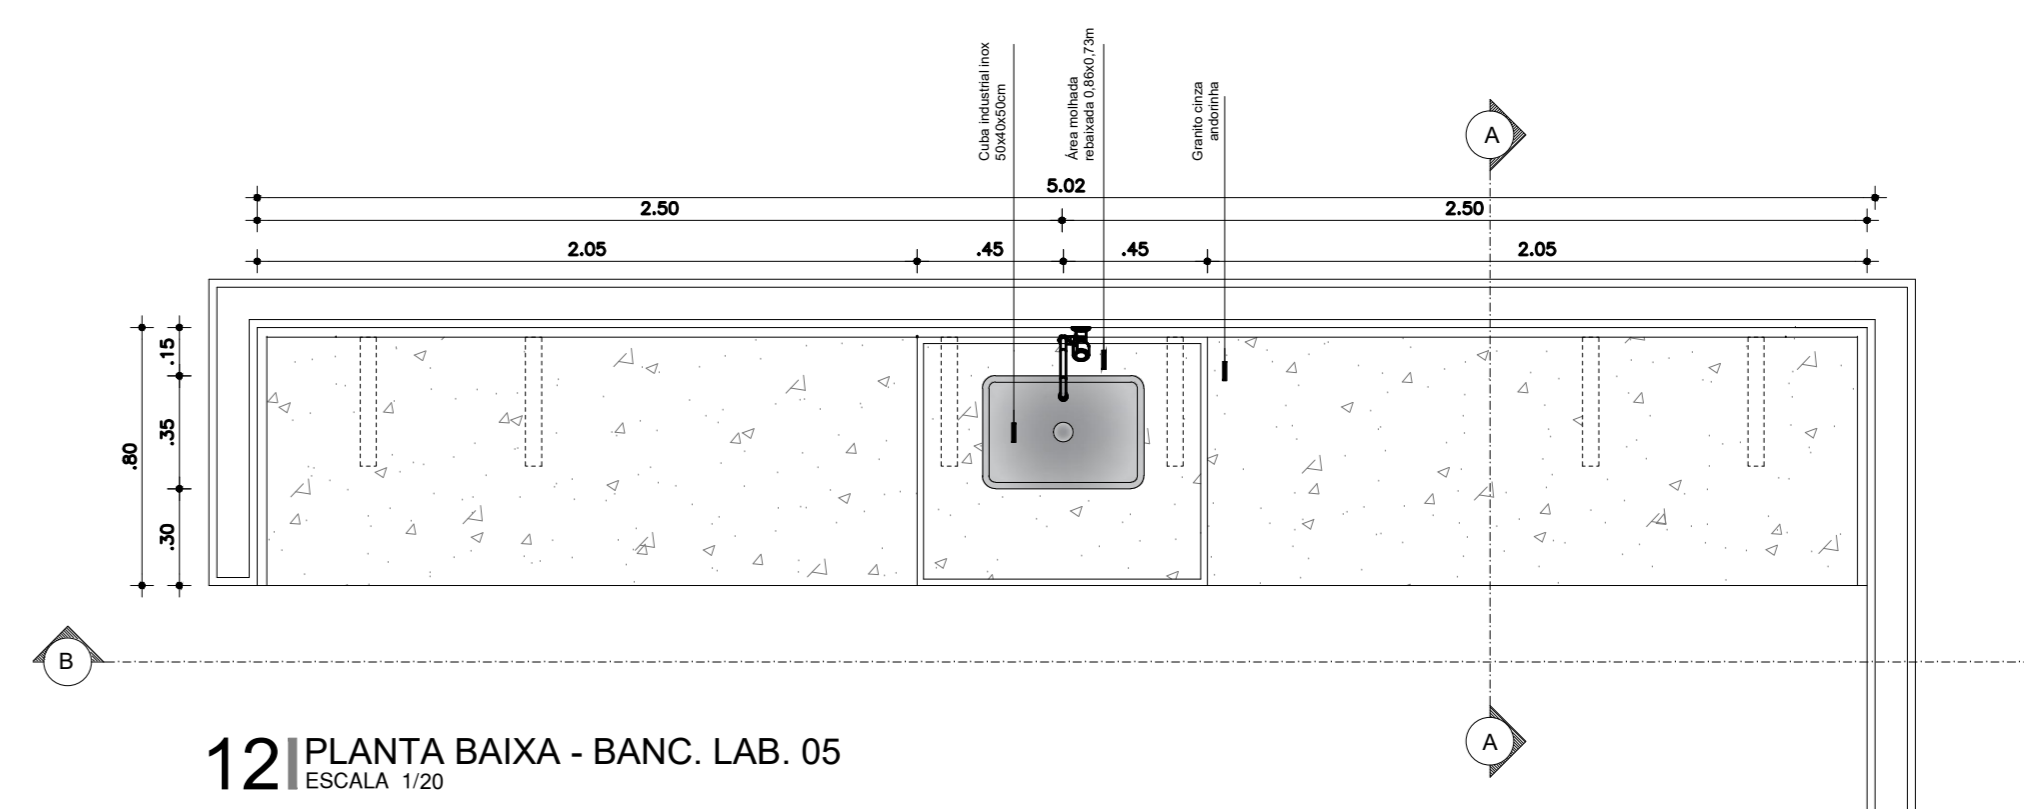 Cuba industrial inox
50x40x50cm
Área molhada
rebaixada 0,86x0,73m
Granito cinza
andorinha
A
5.02
2.50
2.50
2.05
.45
.45
2.05
.80
.15
.35
.30
B
A
12
PLANTA BAIXA - BANC. LAB. 05
ESCALA 1/20